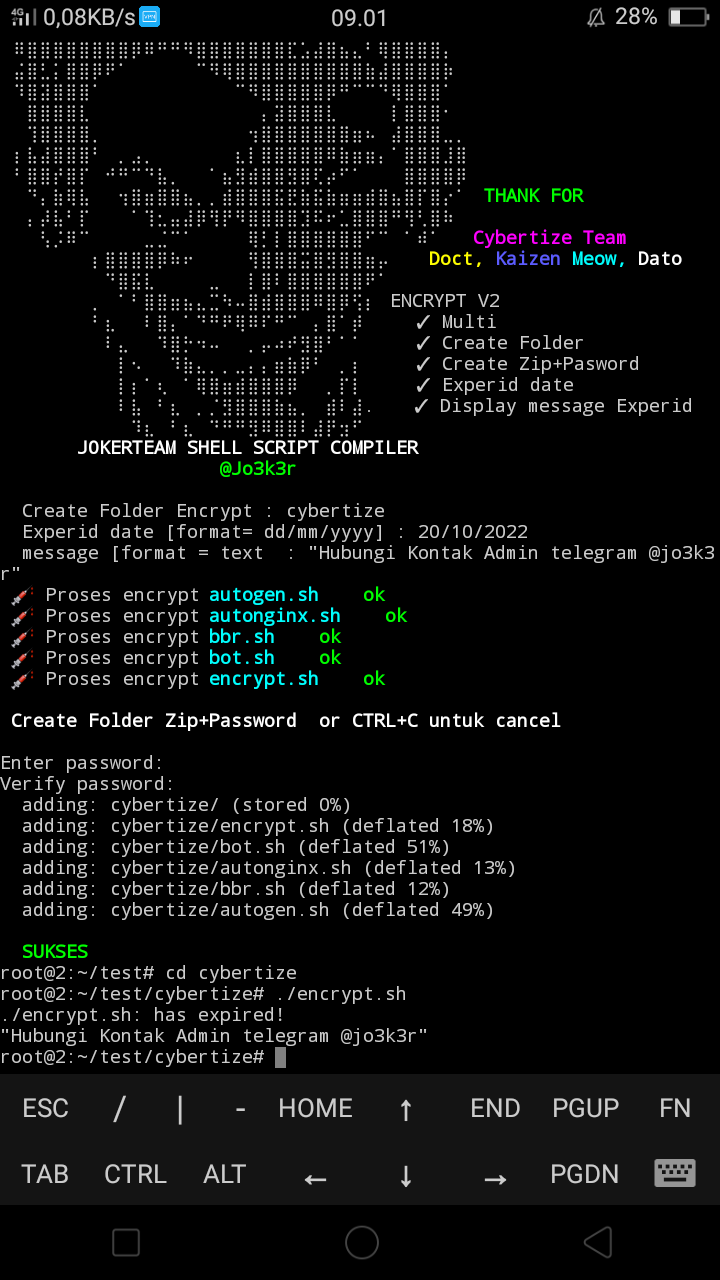 4G 0,08KB/s VPN 09.01 28%
THANK FOR
Cybertize Team
Doct, Kaizen Meow, Dato
ENCRYPT V2
✓ Multi
✓ Create Folder
✓ Create Zip+Pasword
✓ Experid date
✓ Display message Experid
JOKERTEAM SHELL SCRIPT COMPILER
@Jo3k3r
Create Folder Encrypt : cybertize
Experid date [format= dd/mm/yyyy] : 20/10/2022
message [format = text  : "Hubungi Kontak Admin telegram @jo3k3
r"
Proses encrypt autogen.sh    ok
Proses encrypt autonginx.sh    ok
Proses encrypt bbr.sh    ok
Proses encrypt bot.sh    ok
Proses encrypt encrypt.sh    ok
Create Folder Zip+Password  or CTRL+C untuk cancel
Enter password:
Verify password:
adding: cybertize/ (stored 0%)
adding: cybertize/encrypt.sh (deflated 18%)
adding: cybertize/bot.sh (deflated 51%)
adding: cybertize/autonginx.sh (deflated 13%)
adding: cybertize/bbr.sh (deflated 12%)
adding: cybertize/autogen.sh (deflated 49%)
SUKSES
root@2:~/test# cd cybertize
root@2:~/test/cybertize# ./encrypt.sh
./encrypt.sh: has expired!
"Hubungi Kontak Admin telegram @jo3k3r"
root@2:~/test/cybertize#
ESC / | - HOME ↑ END PGUP FN
TAB CTRL ALT ← ↓ → PGDN